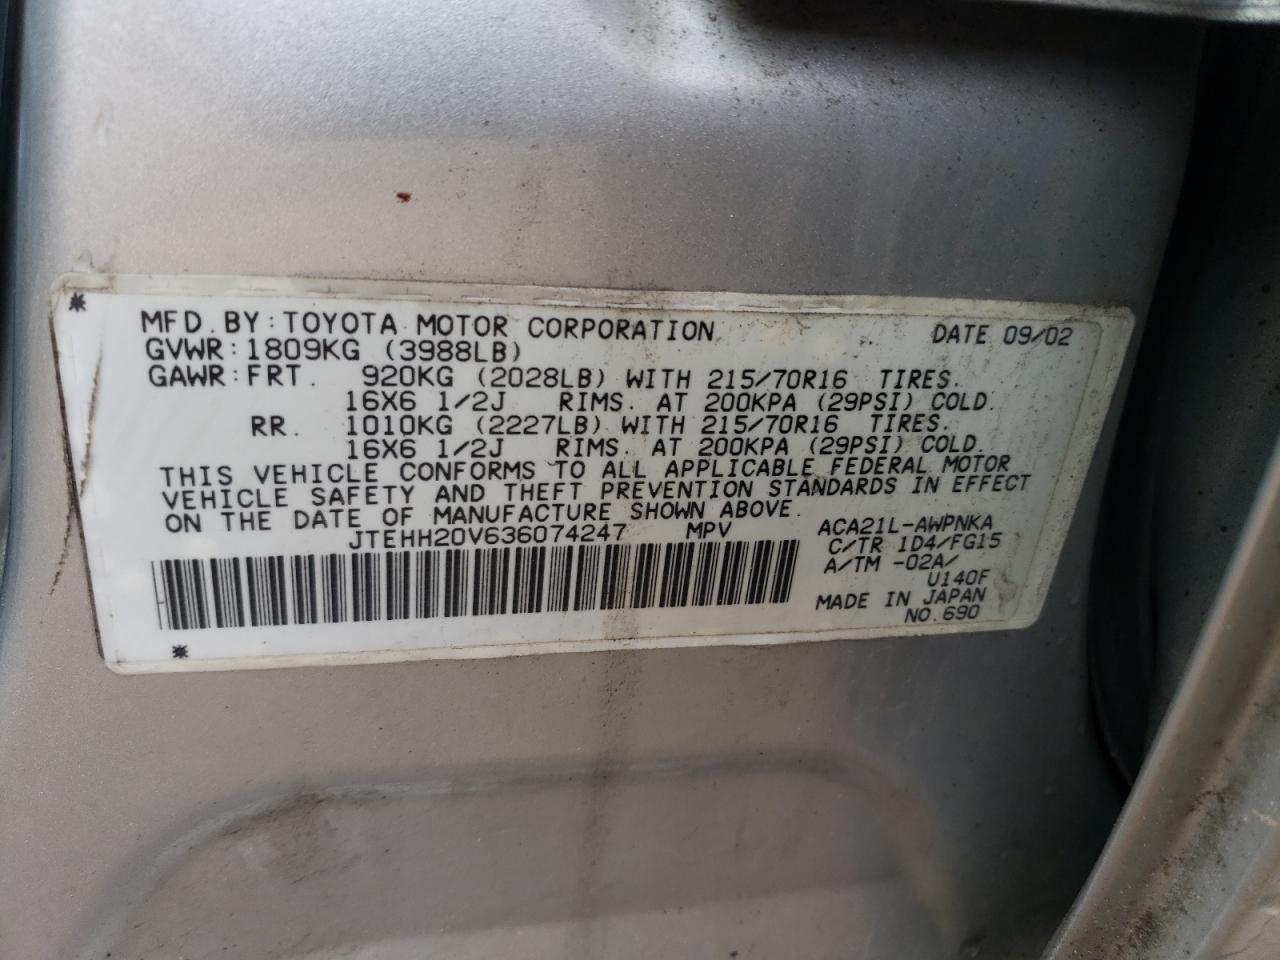 MFD. BY: TOYOTA MOTOR CORPORATION DATE 09/02
GVWR: 1809KG (3988LB)
GAWR: FRT. 920KG (2028LB) WITH 215/70R16 TIRES.
16X6 1/2J RIMS. AT 200KPA (29PSI) COLD.
RR. 1010KG (2227LB) WITH 215/70R16 TIRES.
16X6 1/2J RIMS. AT 200KPA (29PSI) COLD.
THIS VEHICLE CONFORMS TO ALL APPLICABLE FEDERAL MOTOR
VEHICLE SAFETY AND THEFT PREVENTION STANDARDS IN EFFECT
ON THE DATE OF MANUFACTURE SHOWN ABOVE.
JTEHH20V636074247 MPV
ACA21L-AWPNKA
C/TR 1D4/FG15
A/TM -02A/
U140F
MADE IN JAPAN
NO. 690